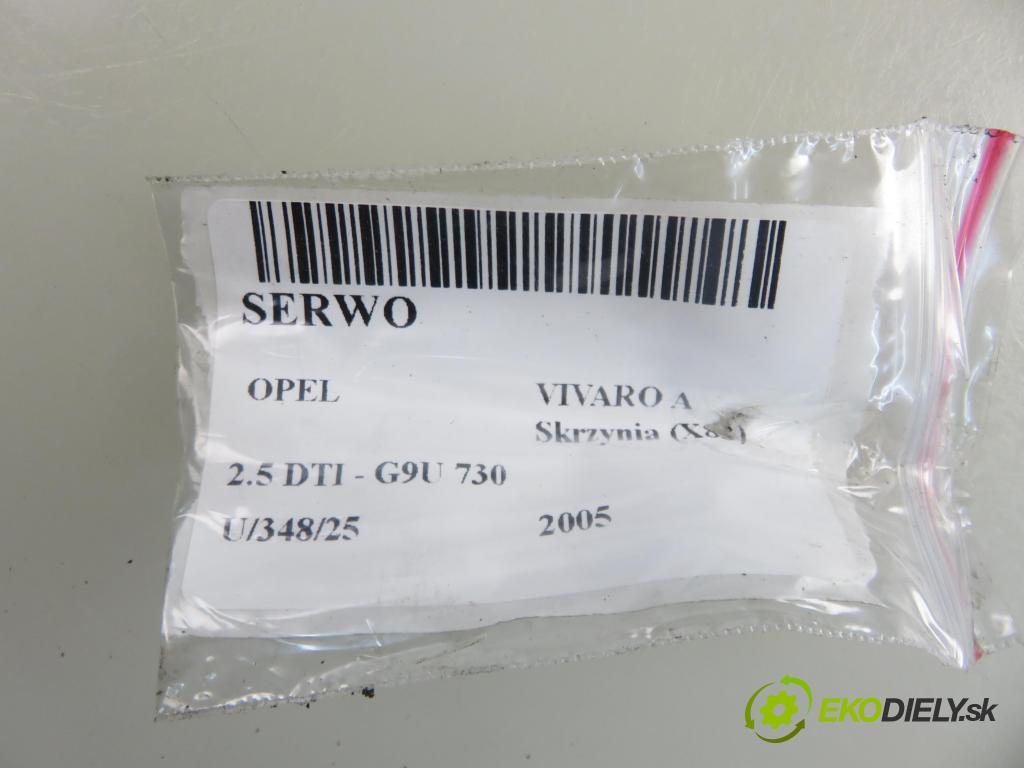 SERWO
OPEL VIVARO A
Skrzynia
2.5 DTI - G9U 730
U/348/25 2005
EKODIELY.sk